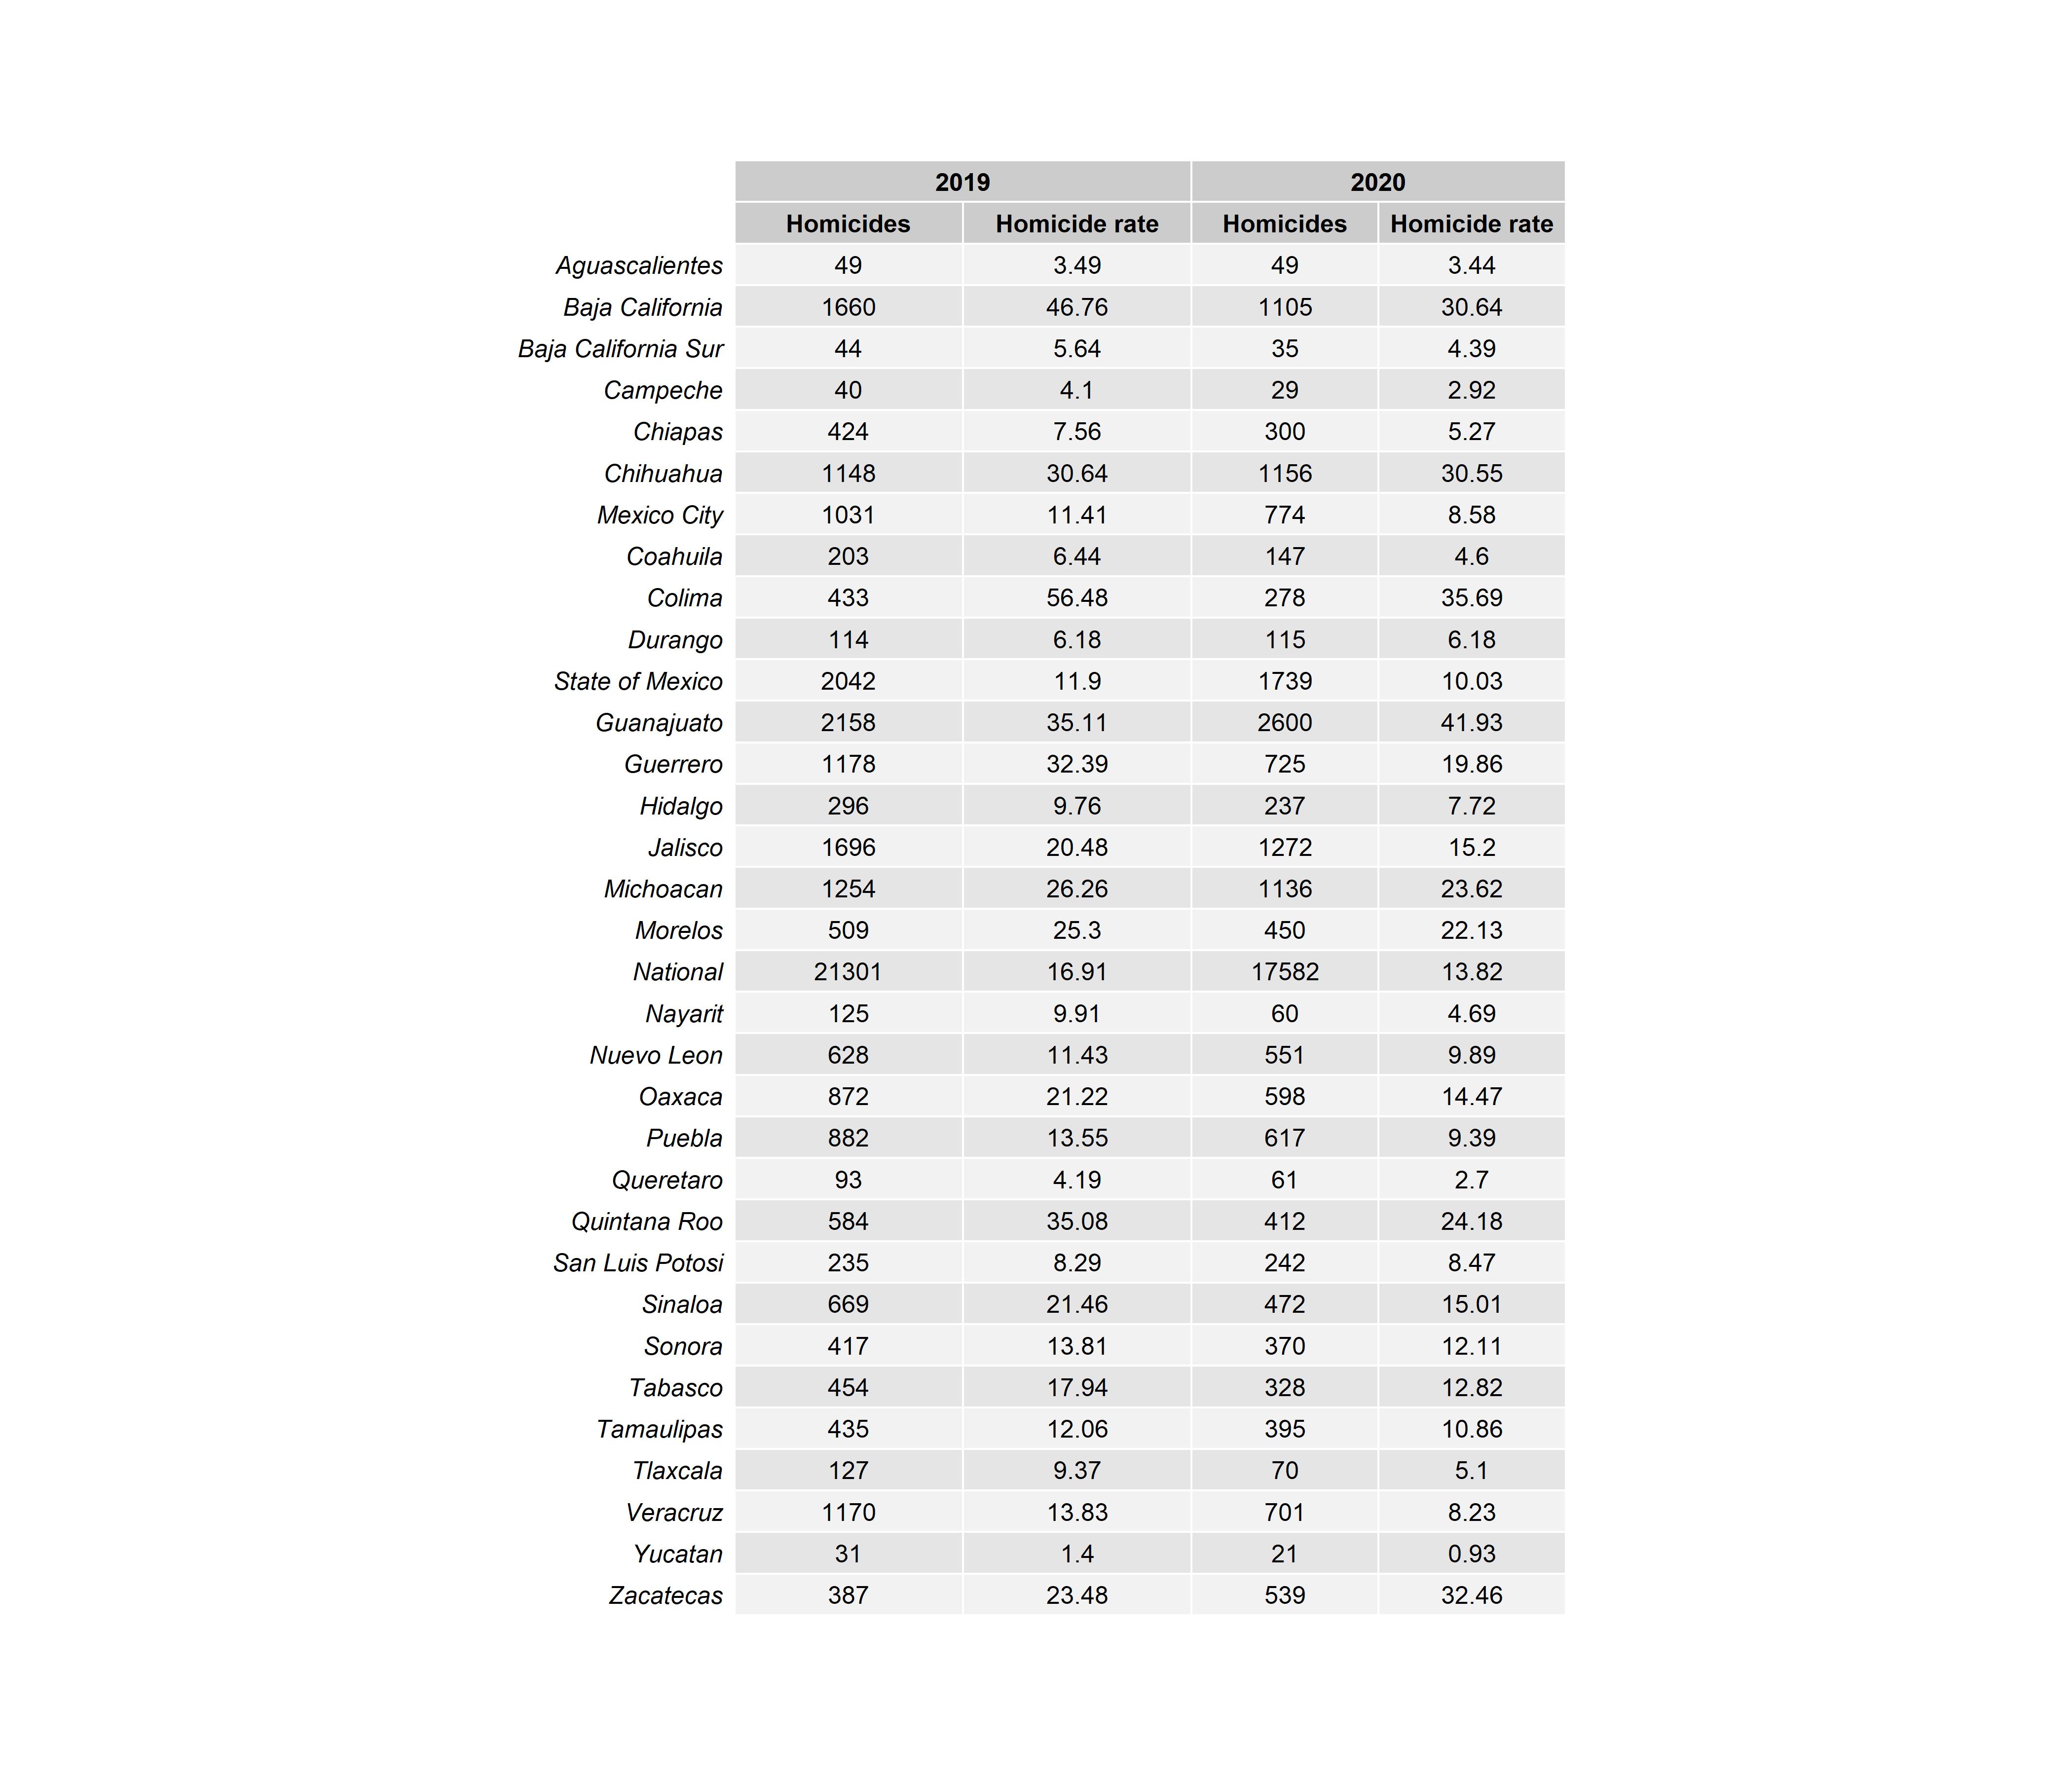 2019 2020
Homicides Homicide rate Homicides Homicide rate
Aguascalientes 49 3.49 49 3.44
Baja California 1660 46.76 1105 30.64
Baja California Sur 44 5.64 35 4.39
Campeche 40 4.1 29 2.92
Chiapas 424 7.56 300 5.27
Chihuahua 1148 30.64 1156 30.55
Mexico City 1031 11.41 774 8.58
Coahuila 203 6.44 147 4.6
Colima 433 56.48 278 35.69
Durango 114 6.18 115 6.18
State of Mexico 2042 11.9 1739 10.03
Guanajuato 2158 35.11 2600 41.93
Guerrero 1178 32.39 725 19.86
Hidalgo 296 9.76 237 7.72
Jalisco 1696 20.48 1272 15.2
Michoacan 1254 26.26 1136 23.62
Morelos 509 25.3 450 22.13
National 21301 16.91 17582 13.82
Nayarit 125 9.91 60 4.69
Nuevo Leon 628 11.43 551 9.89
Oaxaca 872 21.22 598 14.47
Puebla 882 13.55 617 9.39
Queretaro 93 4.19 61 2.7
Quintana Roo 584 35.08 412 24.18
San Luis Potosi 235 8.29 242 8.47
Sinaloa 669 21.46 472 15.01
Sonora 417 13.81 370 12.11
Tabasco 454 17.94 328 12.82
Tamaulipas 435 12.06 395 10.86
Tlaxcala 127 9.37 70 5.1
Veracruz 1170 13.83 701 8.23
Yucatan 31 1.4 21 0.93
Zacatecas 387 23.48 539 32.46